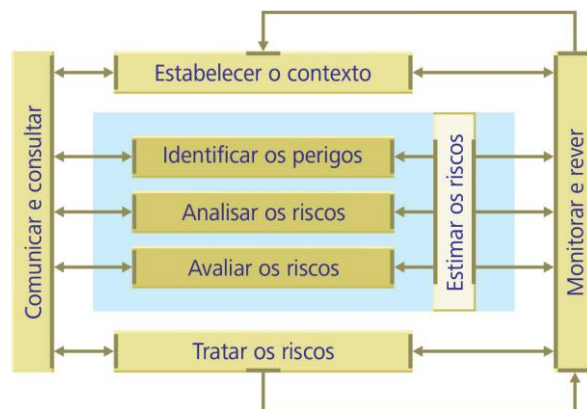 Comunicar e consultar
Estabelecer o contexto
Identificar os perigos
Analisar os riscos
Avaliar os riscos
Tratar os riscos
Estimar os riscos
Monitorar e rever